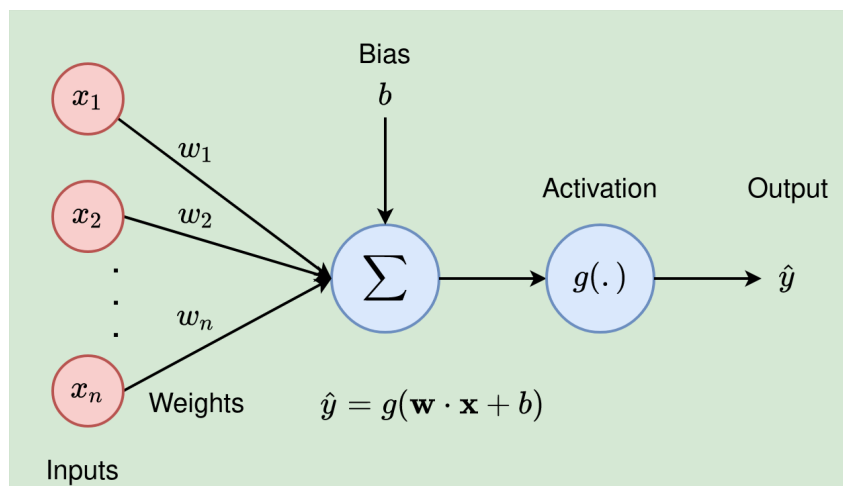 Bias
b
x₁
w₁
Activation
Output
x₂
w₂
∑
g(.)
ŷ
.
.
.
wₙ
xₙ
Weights
ŷ = g(w · x + b)
Inputs